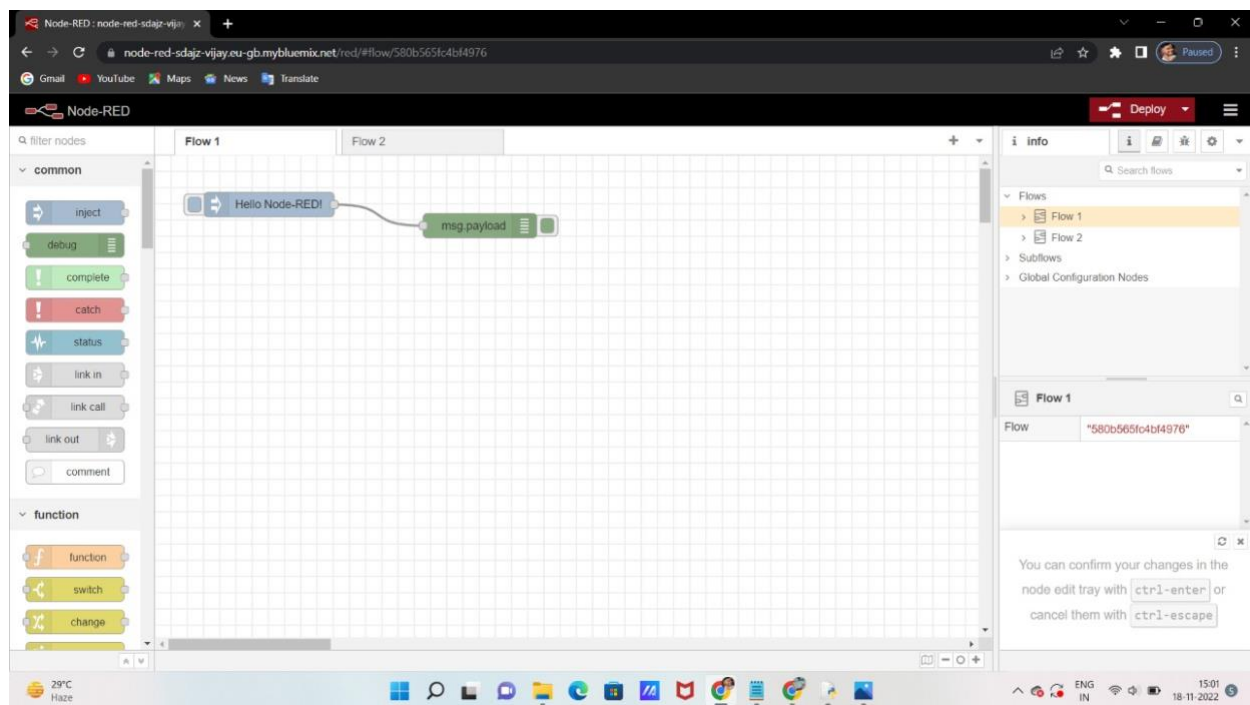 Node-RED : node-red-sdajz-vijay
node-red-sdajz-vijay.eu-gb.mybluemix.net/red/#flow/580b565fc4bf4976
Paused
Gmail YouTube Maps News Translate
Node-RED
Deploy
filter nodes
Flow 1
Flow 2
i info
i
common
Search flows
inject
debug
complete
catch
status
link in
link call
link out
comment
function
function
switch
change
Hello Node-RED!
msg.payload
Flows
Flow 1
Flow 2
Subflows
Global Configuration Nodes
Flow 1
Flow "580b565fc4bf4976"
You can confirm your changes in the
node edit tray with ctrl-enter or
cancel them with ctrl-escape
29°C
Haze
ENG
IN
15:01
18-11-2022
5